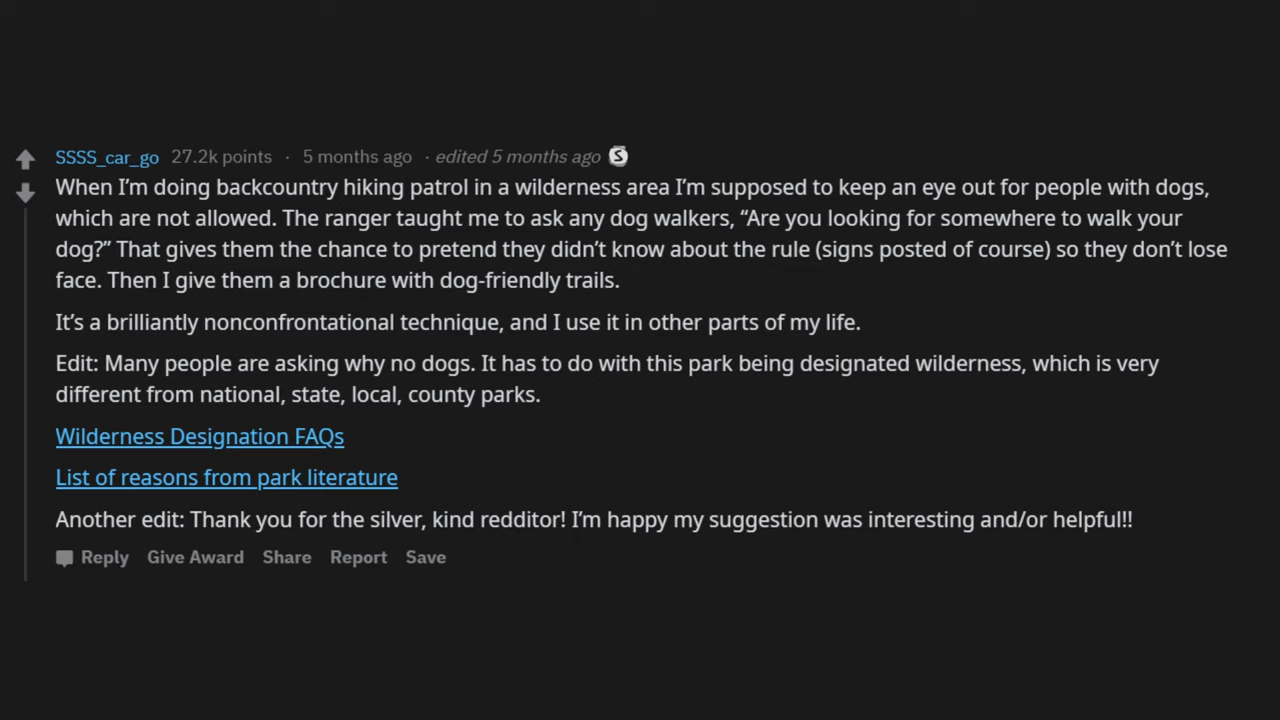 SSSS_car_go 27.2k points · 5 months ago · edited 5 months ago S
When I’m doing backcountry hiking patrol in a wilderness area I’m supposed to keep an eye out for people with dogs,
which are not allowed. The ranger taught me to ask any dog walkers, “Are you looking for somewhere to walk your
dog?” That gives them the chance to pretend they didn’t know about the rule (signs posted of course) so they don’t lose
face. Then I give them a brochure with dog-friendly trails.
It’s a brilliantly nonconfrontational technique, and I use it in other parts of my life.
Edit: Many people are asking why no dogs. It has to do with this park being designated wilderness, which is very
different from national, state, local, county parks.
Wilderness Designation FAQs
List of reasons from park literature
Another edit: Thank you for the silver, kind redditor! I’m happy my suggestion was interesting and/or helpful!!
Reply Give Award Share Report Save